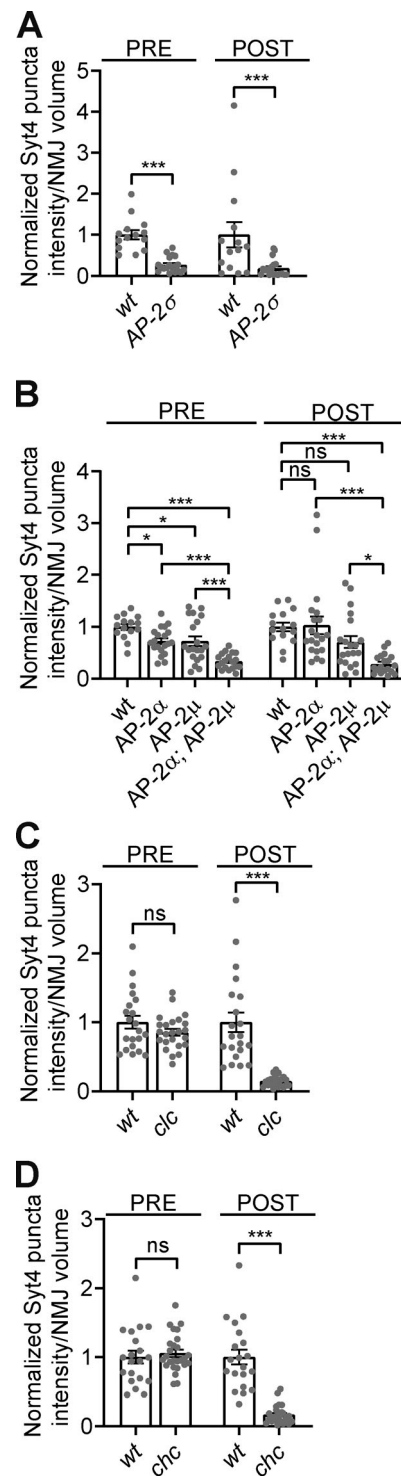 A
PRE
POST
Normalized Syt4 puncta
intensity/NMJ volume
5
4
3
2
1
0
***
***
wt
AP-2σ
wt
AP-2σ
B
PRE
POST
Normalized Syt4 puncta
intensity/NMJ volume
4
3
2
1
0
***
*
*
***
***
***
ns
ns
***
*
wt
AP-2α
AP-2μ
AP-2α; AP-2μ
wt
AP-2α
AP-2μ
AP-2α; AP-2μ
C
PRE
POST
Normalized Syt4 puncta
intensity/NMJ volume
3
2
1
0
ns
***
wt
clc
wt
clc
D
PRE
POST
Normalized Syt4 puncta
intensity/NMJ volume
3
2
1
0
ns
***
wt
chc
wt
chc